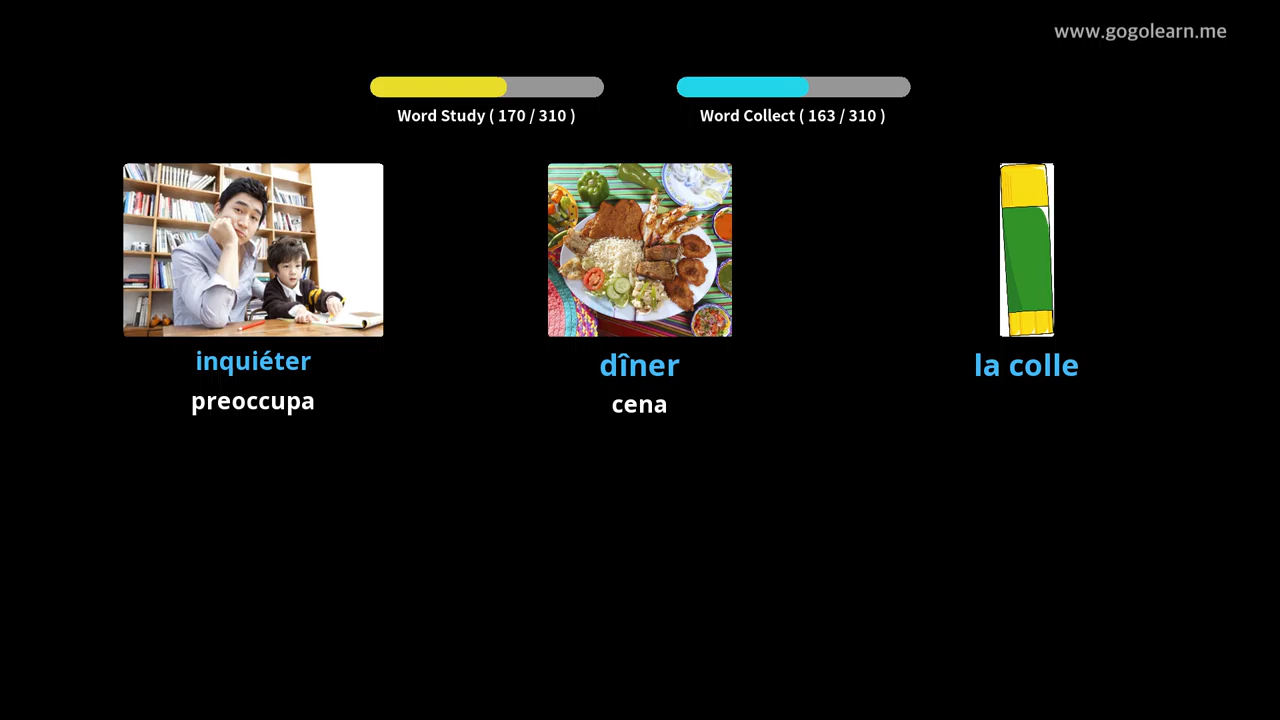 www.gogolearn.me
Word Study ( 170 / 310 )
Word Collect ( 163 / 310 )
inquiéter
preoccupa
dîner
cena
la colle